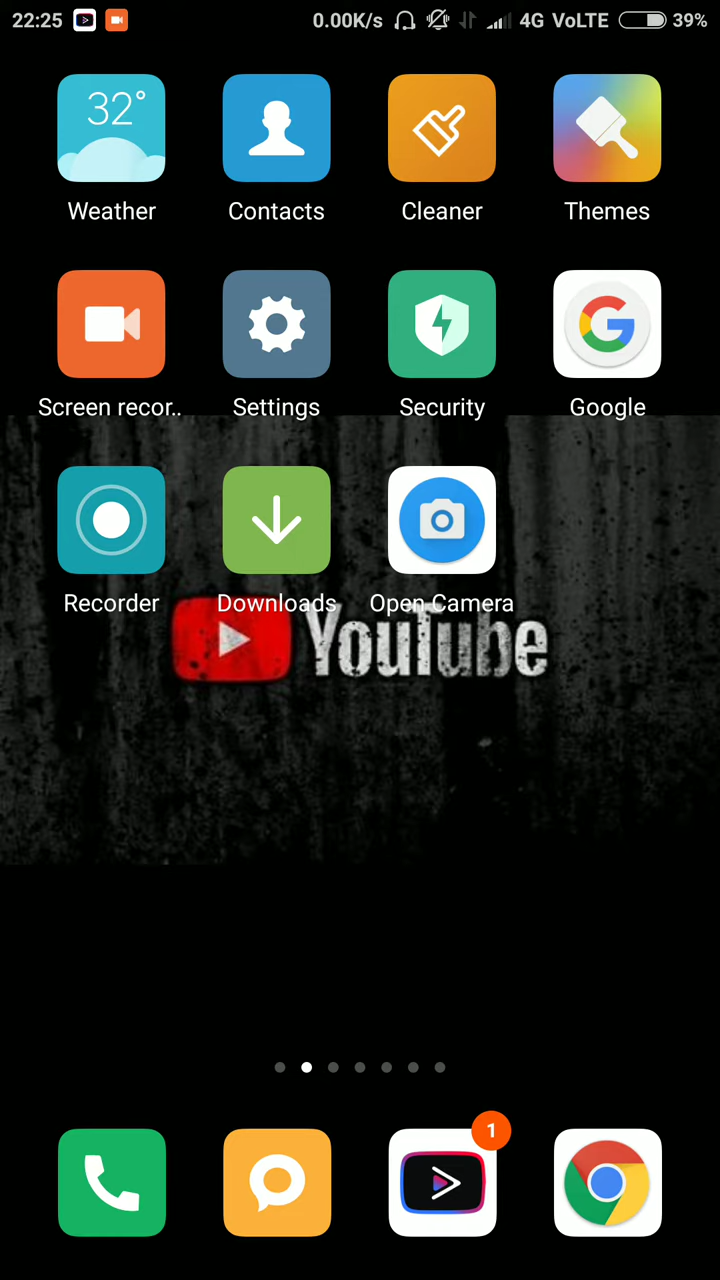 22:25 0.00K/s 4G VoLTE 39%
32°
Weather Contacts Cleaner Themes
Screen recor.. Settings Security Google
Recorder Downloads Open Camera
YouTube
1